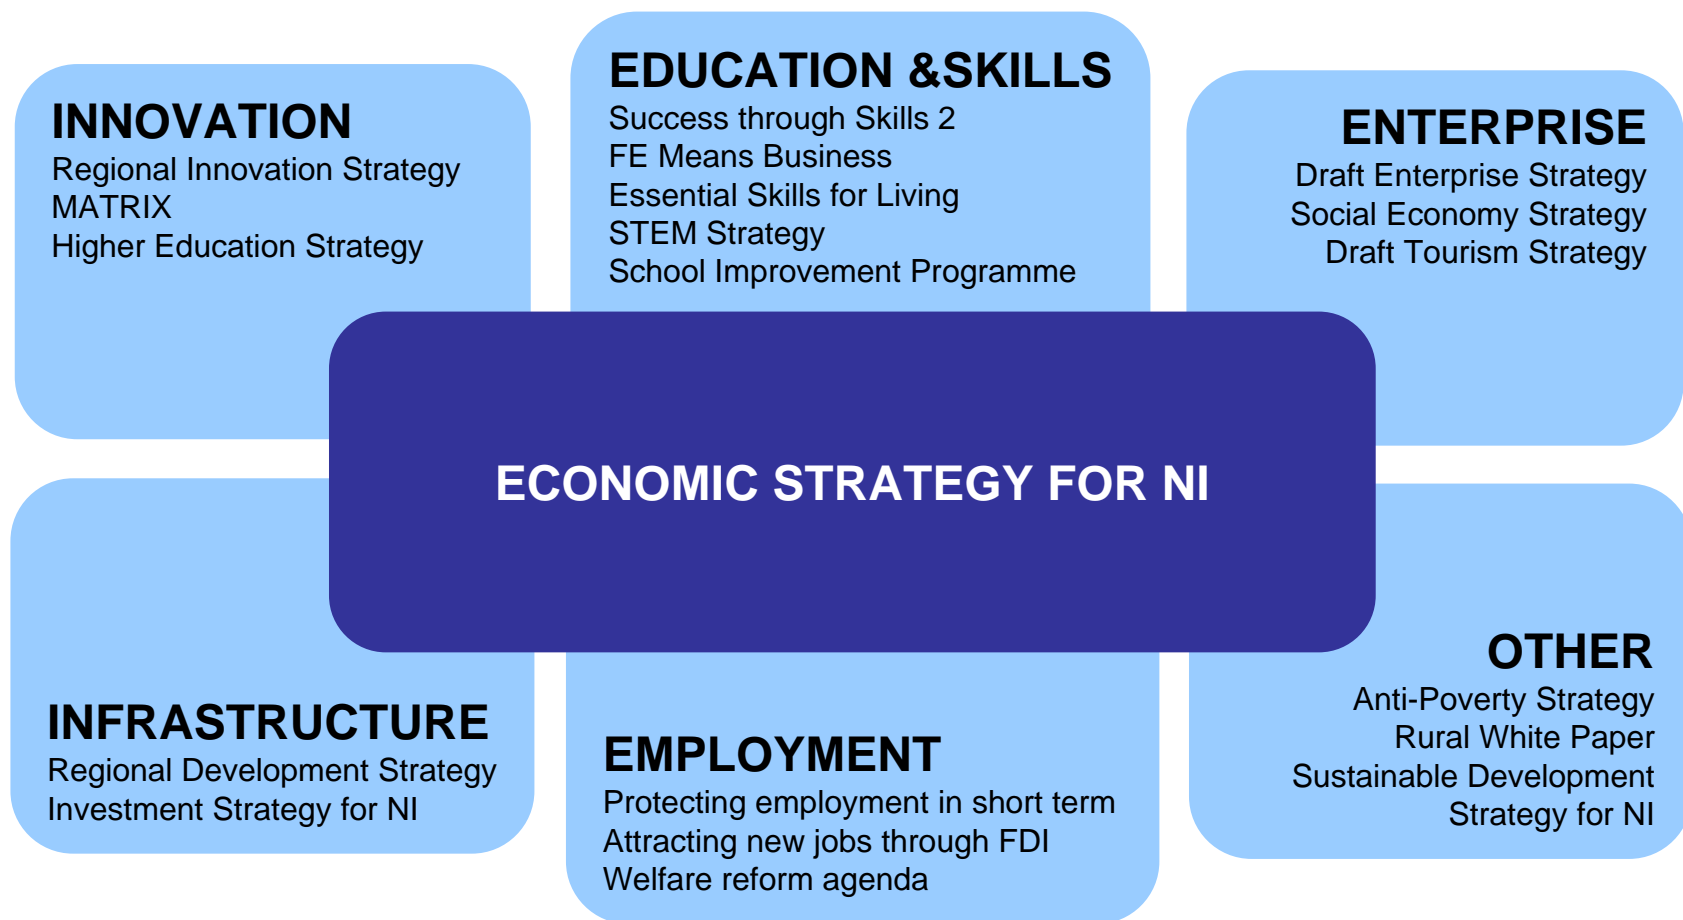 INNOVATION
Regional Innovation Strategy
MATRIX
Higher Education Strategy
EDUCATION &SKILLS
Success through Skills 2
FE Means Business
Essential Skills for Living
STEM Strategy
School Improvement Programme
ENTERPRISE
Draft Enterprise Strategy
Social Economy Strategy
Draft Tourism Strategy
ECONOMIC STRATEGY FOR NI
INFRASTRUCTURE
Regional Development Strategy
Investment Strategy for NI
EMPLOYMENT
Protecting employment in short term
Attracting new jobs through FDI
Welfare reform agenda
OTHER
Anti-Poverty Strategy
Rural White Paper
Sustainable Development
Strategy for NI